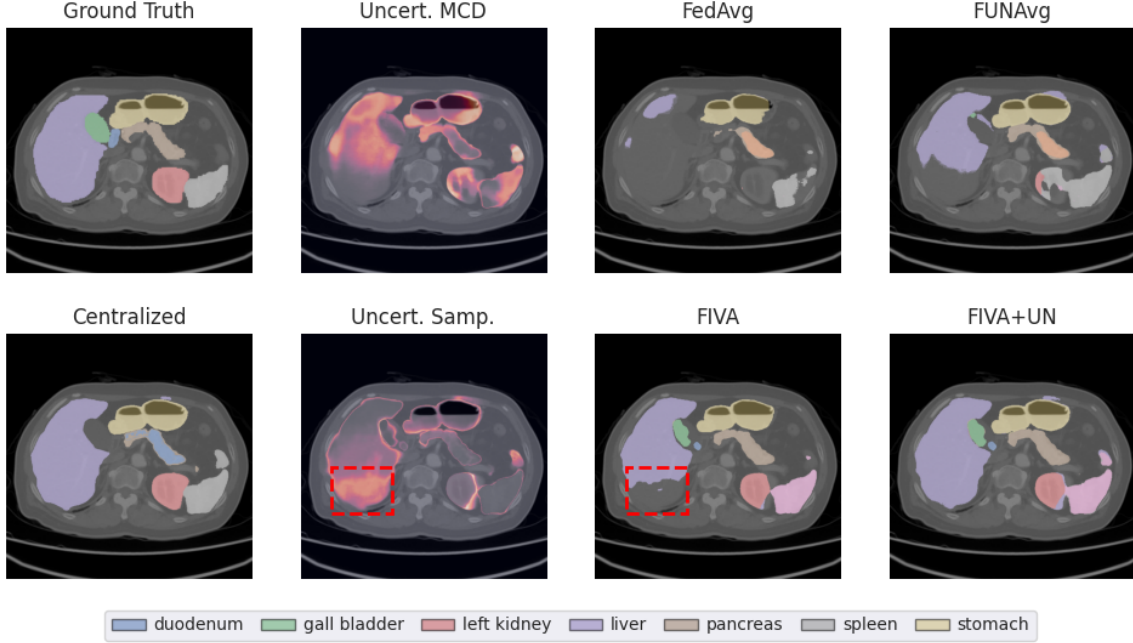 Ground Truth
Uncert. MCD
FedAvg
FUNAvg
Centralized
Uncert. Samp.
FIVA
FIVA+UN
duodenum
gall bladder
left kidney
liver
pancreas
spleen
stomach